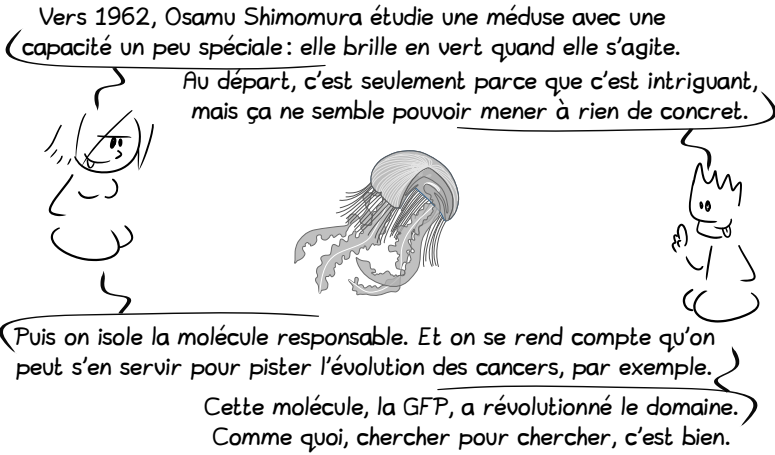 Vers 1962, Osamu Shimomura étudie une méduse avec une
capacité un peu spéciale : elle brille en vert quand elle s'agite.
Au départ, c'est seulement parce que c'est intriguant,
mais ça ne semble pouvoir mener à rien de concret.
Puis on isole la molécule responsable. Et on se rend compte qu'on
peut s'en servir pour pister l'évolution des cancers, par exemple.
Cette molécule, la GFP, a révolutionné le domaine.
Comme quoi, chercher pour chercher, c'est bien.